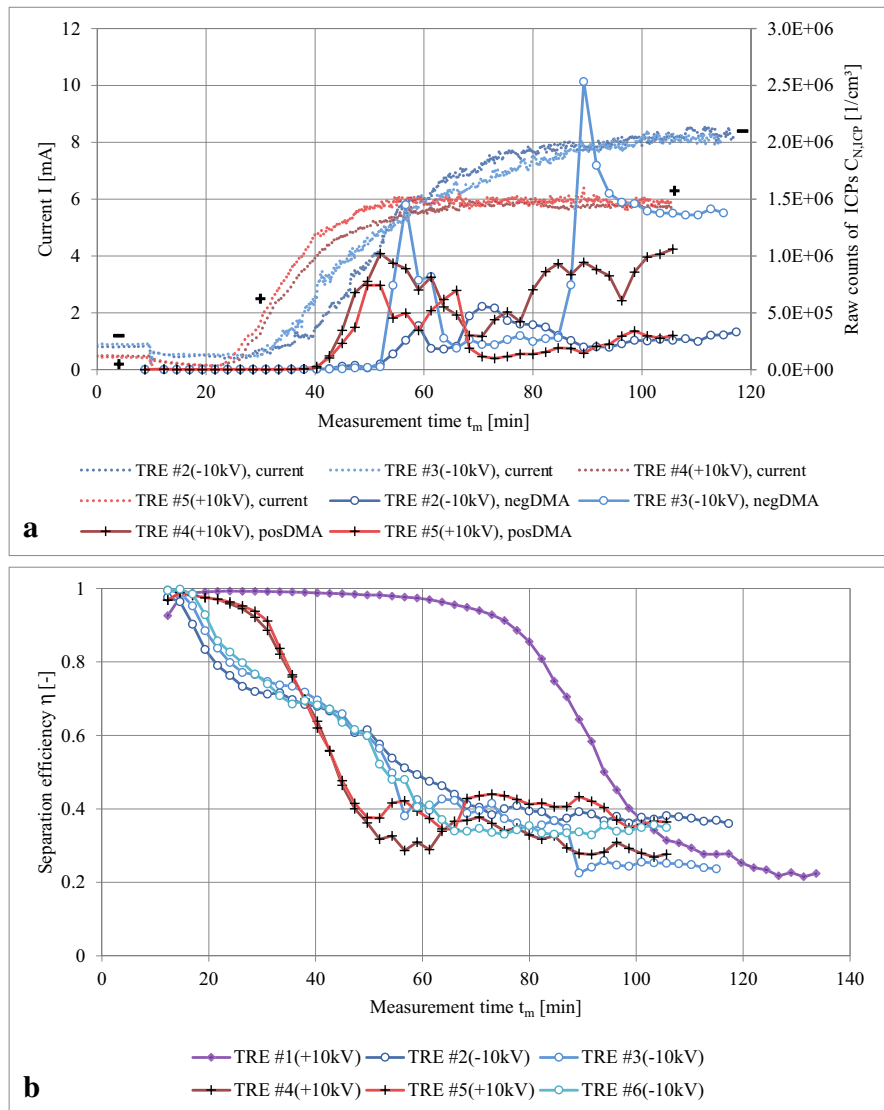 12
10
8
6
4
2
0
Current I [mA]
3.0E+06
2.5E+06
2.0E+06
1.5E+06
1.0E+06
5.0E+05
0.0E+00
Raw counts of ICPs C_N,ICP [1/cm³]
+
+
+
0 20 40 60 80 100 120
Measurement time t_m [min]
TRE #2(-10kV), current TRE #3(-10kV), current TRE #4(+10kV), current
TRE #5(+10kV), current TRE #2(-10kV), negDMA TRE #3(-10kV), negDMA
TRE #4(+10kV), posDMA TRE #5(+10kV), posDMA
a
1
0.8
0.6
0.4
0.2
0
Separation efficiency η [-]
0 20 40 60 80 100 120 140
Measurement time t_m [min]
TRE #1(+10kV) TRE #2(-10kV) TRE #3(-10kV)
TRE #4(+10kV) TRE #5(+10kV) TRE #6(-10kV)
b